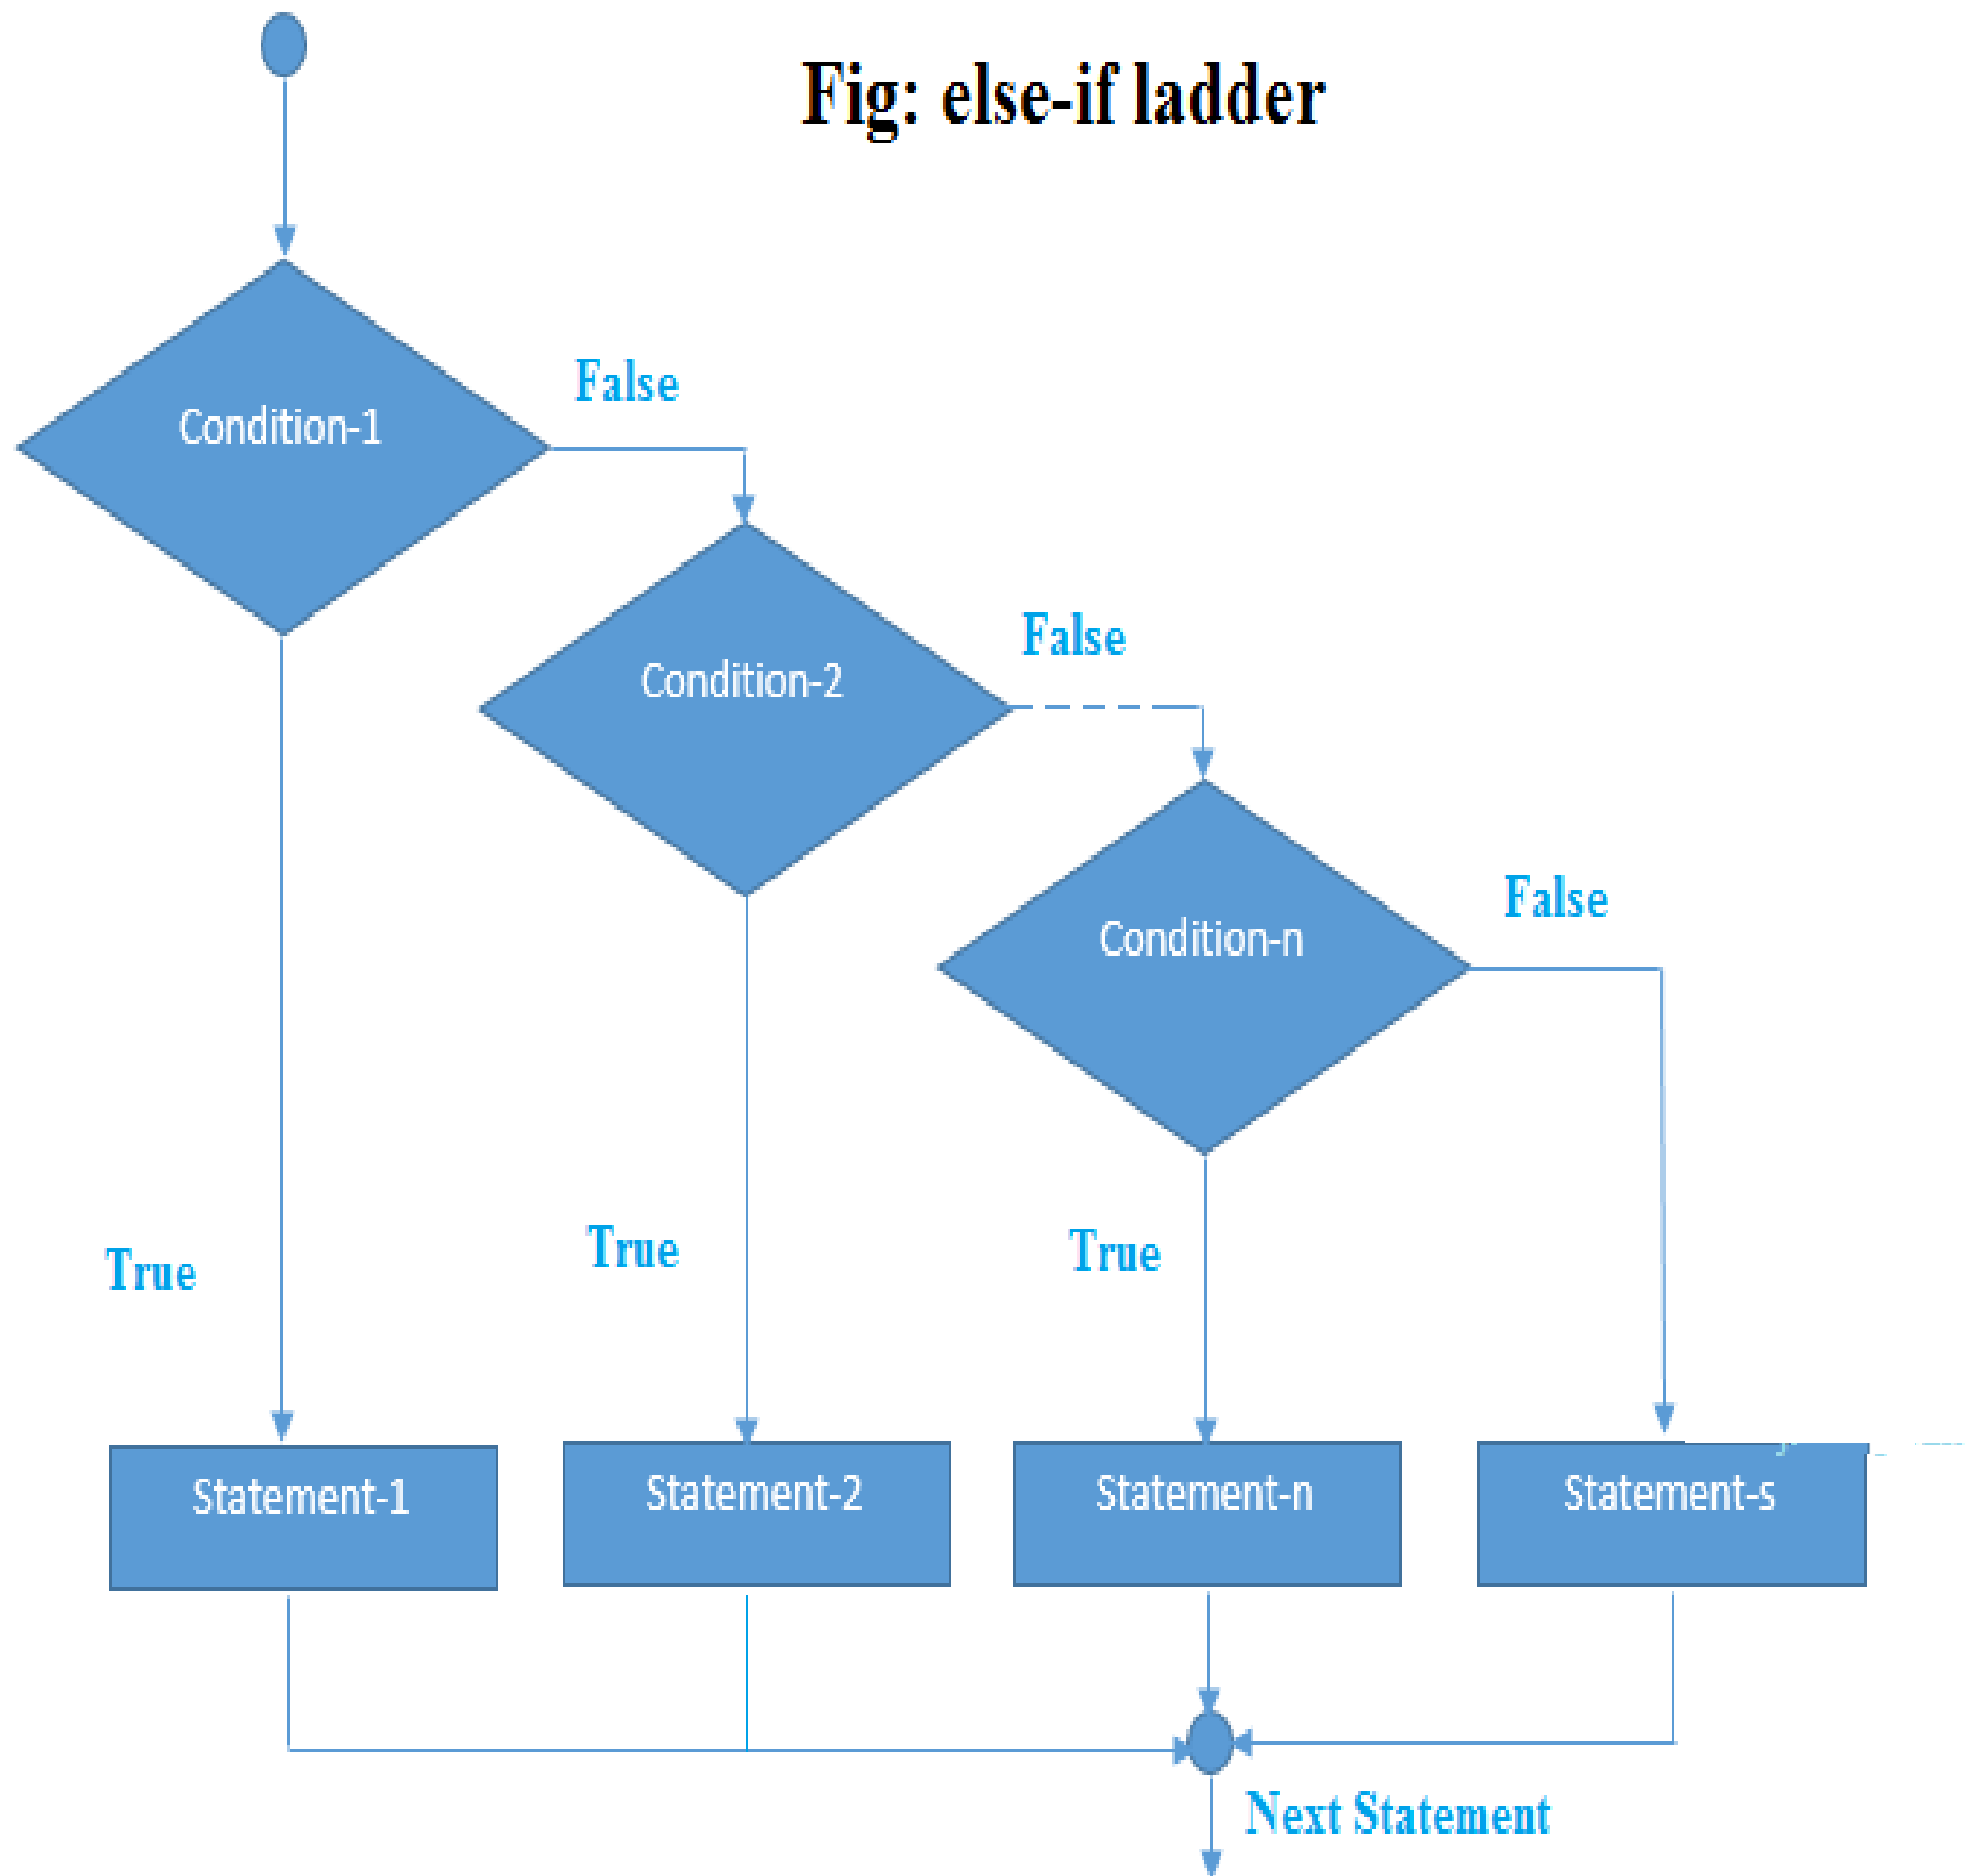 Fig: else-if ladder
False
Condition-1
False
Condition-2
False
Condition-n
True
True
True
Statement-1
Statement-2
Statement-n
Statement-s
Next Statement